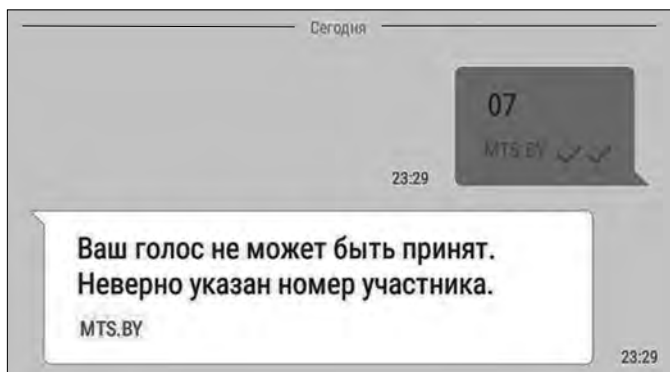 Сегодня
07
MTS.BY
23:29
Ваш голос не может быть принят.
Неверно указан номер участника.
MTS.BY
23:29